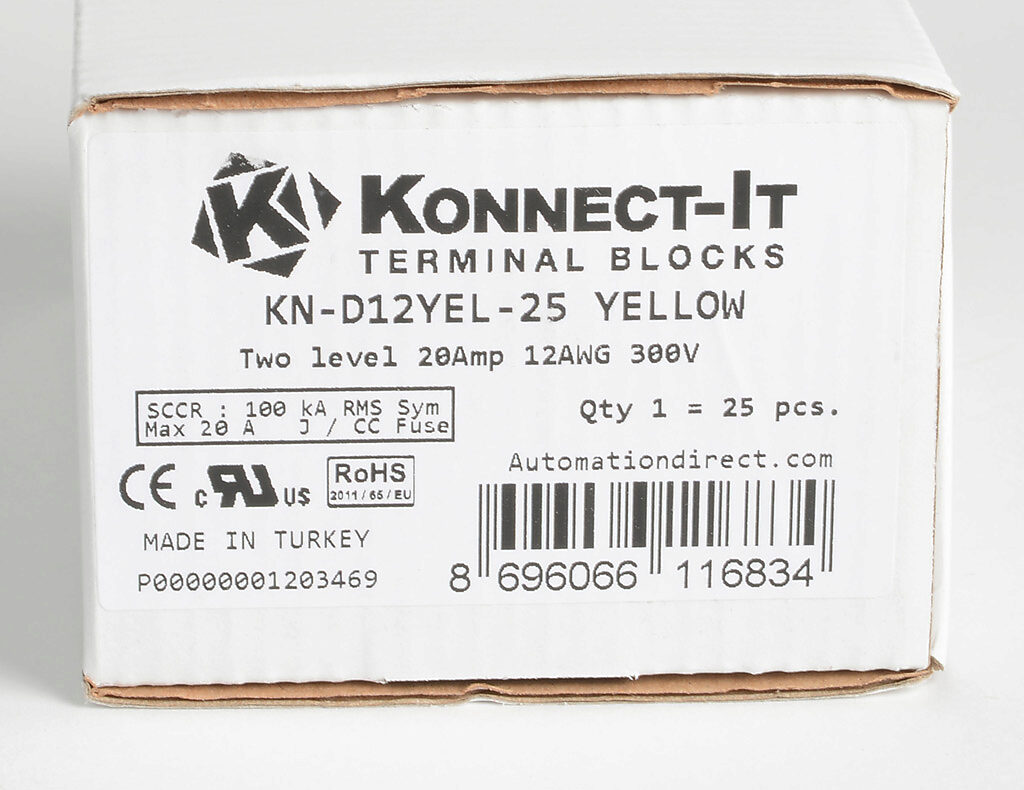 K KONNECT-IT
TERMINAL BLOCKS
KN-D12YEL-25 YELLOW
Two level 20Amp 12AWG 300V
SCCR : 100 kA RMS Sym
Max 20 A J / CC Fuse
Qty 1 = 25 pcs.
Automationdirect.com
CE c RU US
RoHS
2011/65/EU
MADE IN TURKEY
P00000001203469
8 696066 116834